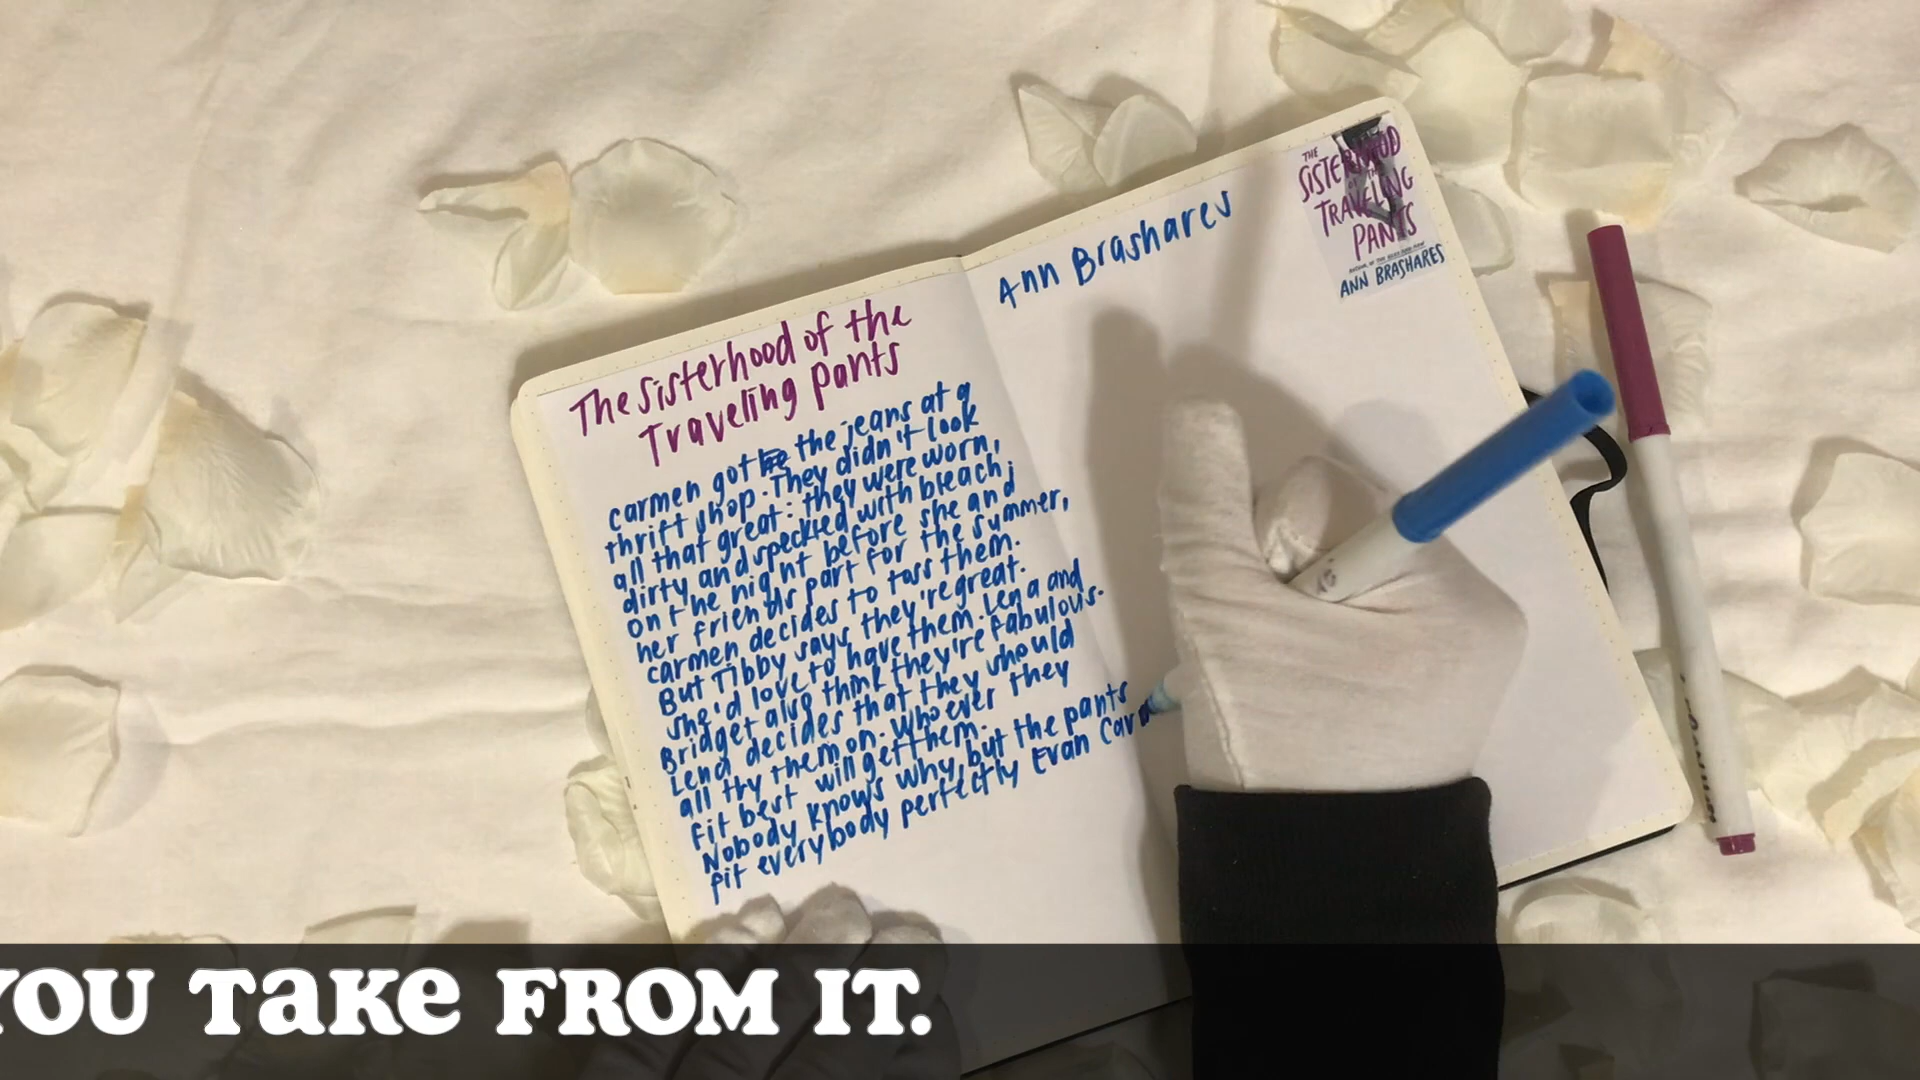 The Sisterhood of the
Traveling pants
carmen got the jeans at a
thrift shop. They didn't look
all that great: they were worn,
dirty and speckled with bleach;
on the night before she and
her friends part for the summer,
carmen decides to toss them.
But Tibby says they're great.
she'd love to have them. Lena and
Bridget also think they're fabulous.
Lena decides that they should
all try them on. Whoever they
fit best will get them.
Nobody knows why, but the pants
fit everybody perfectly Evan Car
Ann Brashares
THE
SISTERHOOD
OF THE
TRAVELING
PANTS
ANN BRASHARES
YOU TAKE FROM IT.